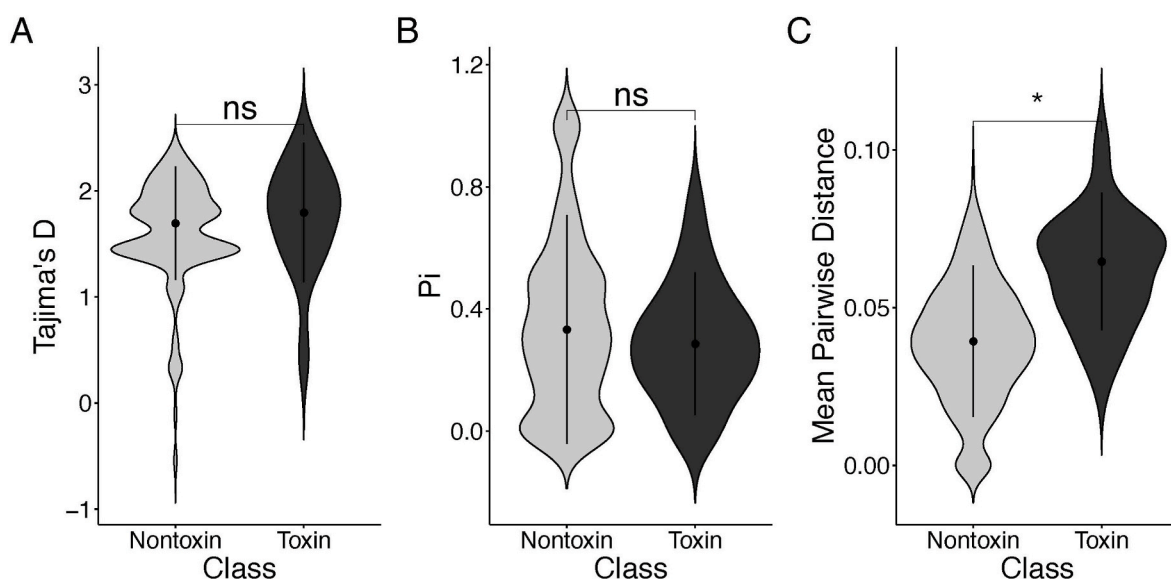 A
Tajima's D
3
2
1
0
−1
ns
Nontoxin
Toxin
Class
B
Pi
1.2
0.8
0.4
0.0
ns
Nontoxin
Toxin
Class
C
Mean Pairwise Distance
0.10
0.05
0.00
*
Nontoxin
Toxin
Class